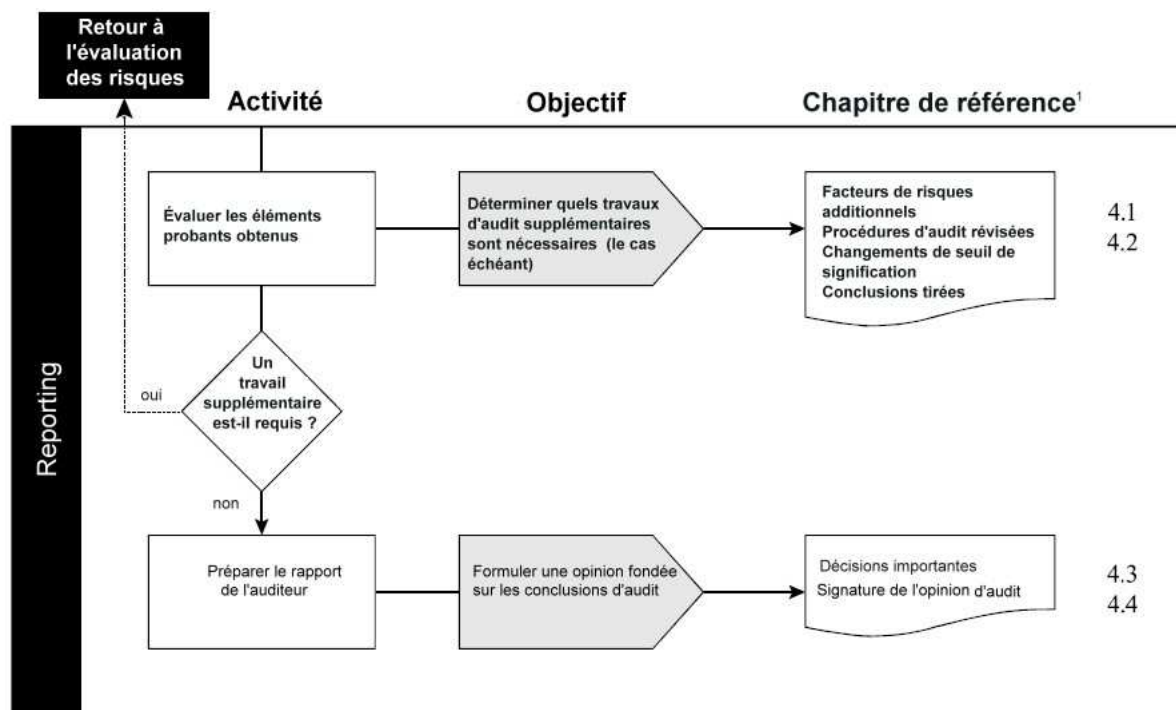 Retour à
l'évaluation
des risques
Activité
Objectif
Chapitre de référence¹
Reporting
Évaluer les éléments
probants obtenus
Déterminer quels travaux
d'audit supplémentaires
sont nécessaires (le cas
échéant)
Facteurs de risques
additionnels
Procédures d'audit révisées
Changements de seuil de
signification
Conclusions tirées
4.1
4.2
Un
travail
supplémentaire
est-il requis ?
oui
non
Préparer le rapport
de l'auditeur
Formuler une opinion fondée
sur les conclusions d'audit
Décisions importantes
Signature de l'opinion d'audit
4.3
4.4